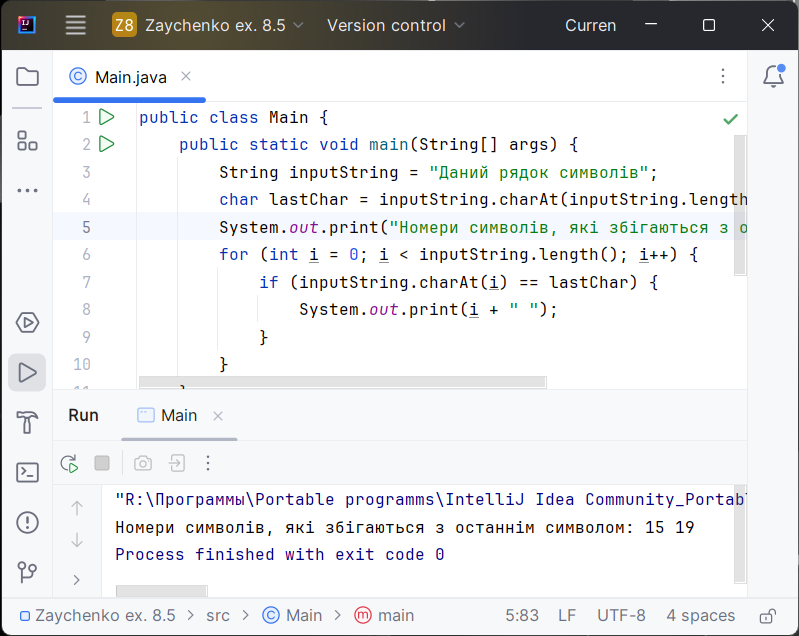 Z8 Zaychenko ex. 8.5 Version control Curren
Main.java
1 public class Main {
2 public static void main(String[] args) {
3 String inputString = "Даний рядок символів";
4 char lastChar = inputString.charAt(inputString.length
5 System.out.print("Номери символів, які збігаються з о
6 for (int i = 0; i < inputString.length(); i++) {
7 if (inputString.charAt(i) == lastChar) {
8 System.out.print(i + " ");
9 }
10 }
Run Main
"R:\Программы\Portable programms\IntelliJ Idea Community_Portab
Номери символів, які збігаються з останнім символом: 15 19
Process finished with exit code 0
Zaychenko ex. 8.5 > src > Main > main 5:83 LF UTF-8 4 spaces